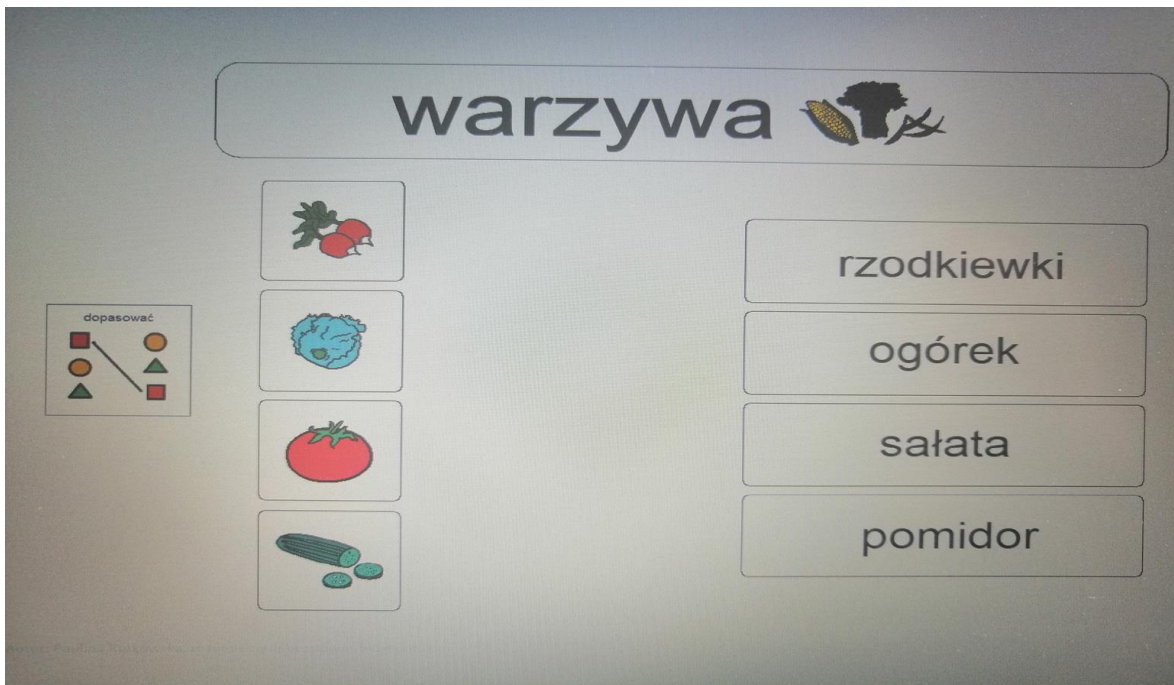 warzywa
dopasować
rzodkiewki
ogórek
sałata
pomidor